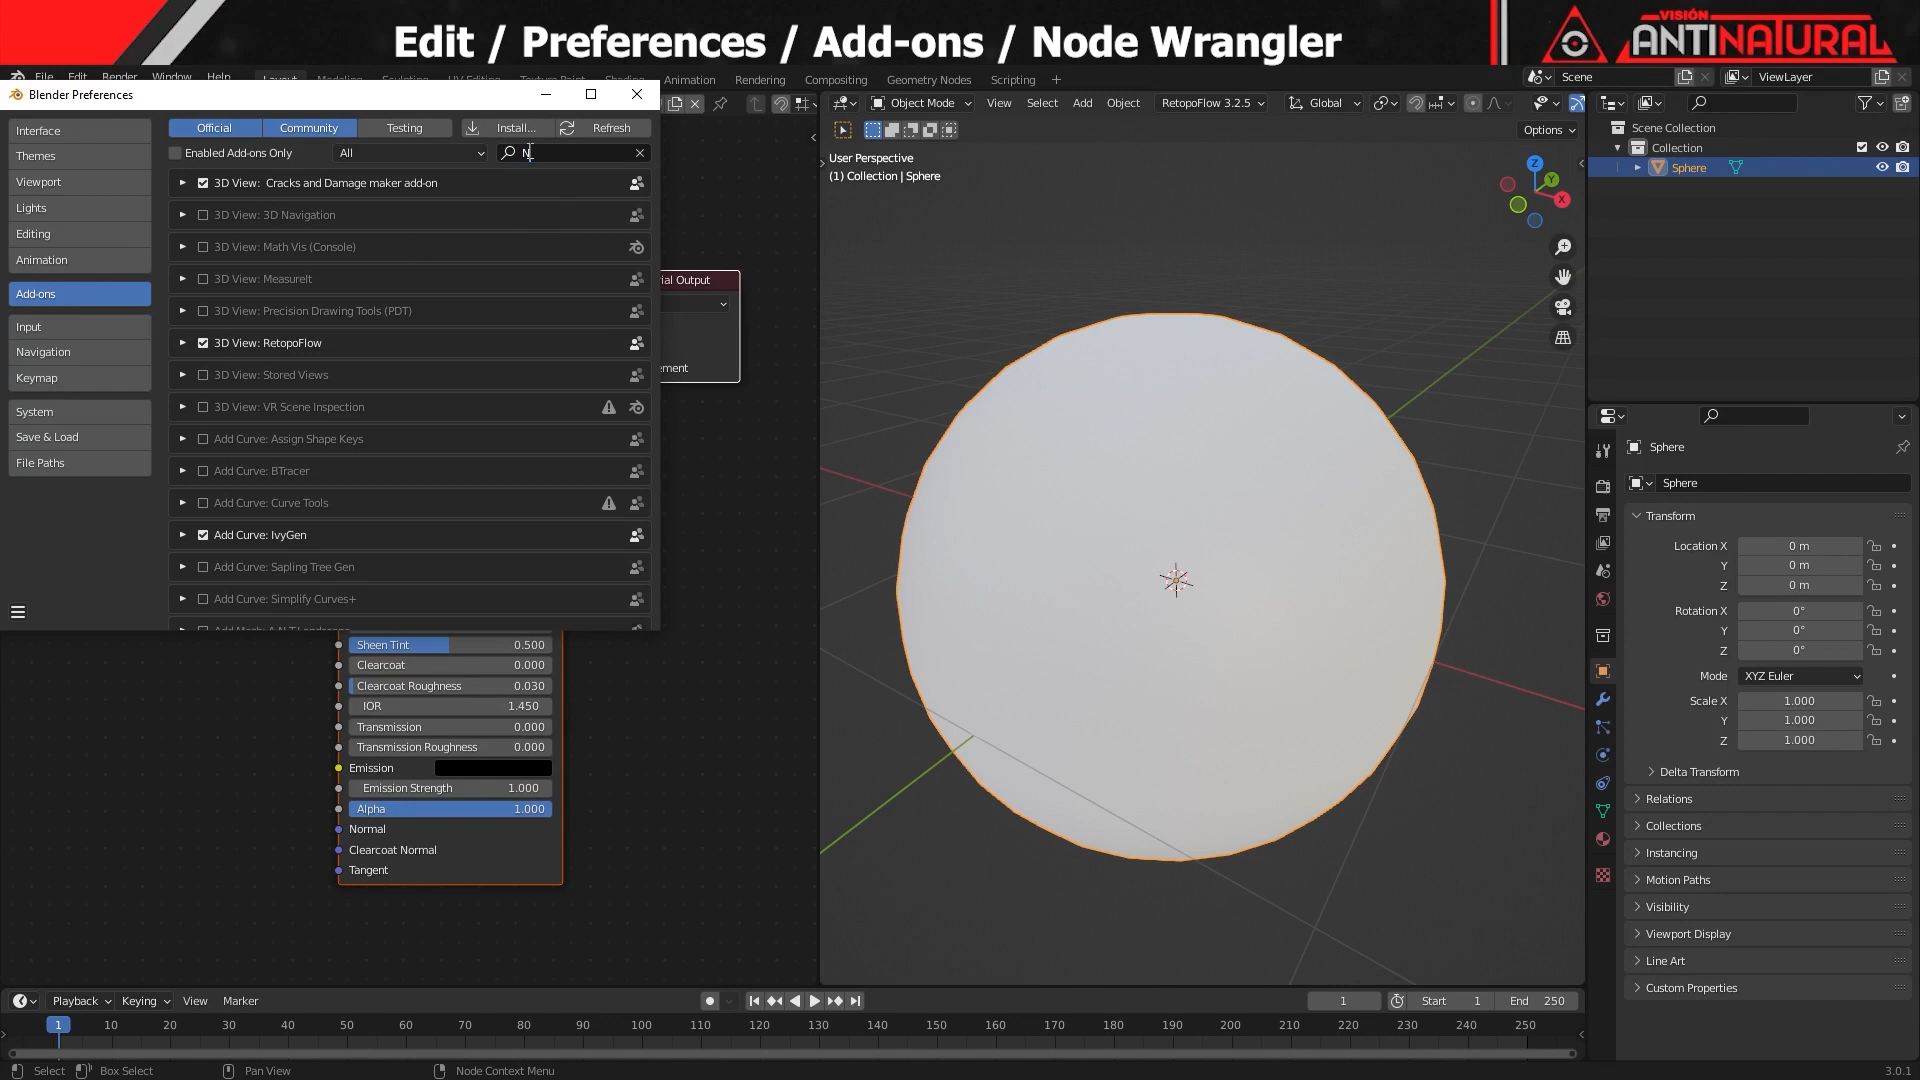 Edit / Preferences / Add-ons / Node Wrangler
VISIÓN
ANTINATURAL
File Edit Render Window Help Layout Modeling Sculpting UV Editing Texture Paint Shading Animation Rendering Compositing Geometry Nodes Scripting +
Scene
ViewLayer
Blender Preferences
Interface
Themes
Viewport
Lights
Editing
Animation
Add-ons
Input
Navigation
Keymap
System
Save & Load
File Paths
Official Community Testing Install... Refresh
Enabled Add-ons Only All N
3D View: Cracks and Damage maker add-on
3D View: 3D Navigation
3D View: Math Vis (Console)
3D View: MeasureIt
3D View: Precision Drawing Tools (PDT)
3D View: RetopoFlow
3D View: Stored Views
3D View: VR Scene Inspection
Add Curve: Assign Shape Keys
Add Curve: BTracer
Add Curve: Curve Tools
Add Curve: IvyGen
Add Curve: Sapling Tree Gen
Add Curve: Simplify Curves+
ial Output
ement
Sheen Tint 0.500
Clearcoat 0.000
Clearcoat Roughness 0.030
IOR 1.450
Transmission 0.000
Transmission Roughness 0.000
Emission
Emission Strength 1.000
Alpha 1.000
Normal
Clearcoat Normal
Tangent
Object Mode View Select Add Object RetopoFlow 3.2.5 Global
Options
User Perspective
(1) Collection | Sphere
Z
Y
X
Scene Collection
Collection
Sphere
Sphere
Sphere
Transform
Location X 0 m
Y 0 m
Z 0 m
Rotation X 0°
Y 0°
Z 0°
Mode XYZ Euler
Scale X 1.000
Y 1.000
Z 1.000
Delta Transform
Relations
Collections
Instancing
Motion Paths
Visibility
Viewport Display
Line Art
Custom Properties
Playback Keying View Marker 1 Start 1 End 250
1 10 20 30 40 50 60 70 80 90 100 110 120 130 140 150 160 170 180 190 200 210 220 230 240 250
Select Box Select Pan View Node Context Menu 3.0.1